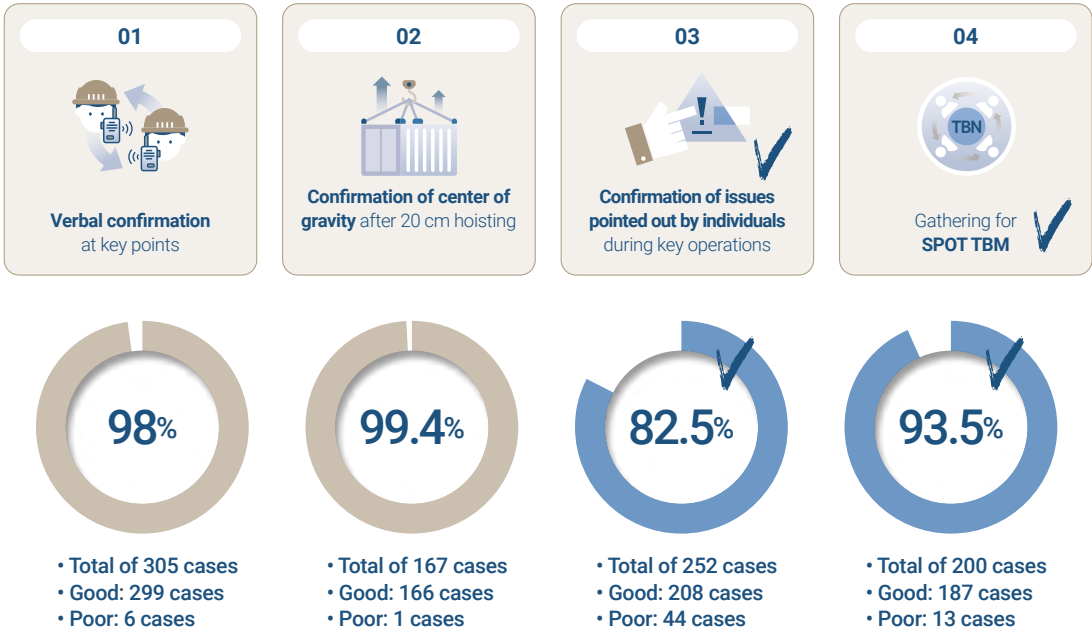 01
Verbal confirmation
at key points
02
Confirmation of center of
gravity after 20 cm hoisting
03
!
Confirmation of issues
pointed out by individuals
during key operations
04
TBN
Gathering for
SPOT TBM
98%
• Total of 305 cases
• Good: 299 cases
• Poor: 6 cases
99.4%
• Total of 167 cases
• Good: 166 cases
• Poor: 1 cases
82.5%
• Total of 252 cases
• Good: 208 cases
• Poor: 44 cases
93.5%
• Total of 200 cases
• Good: 187 cases
• Poor: 13 cases